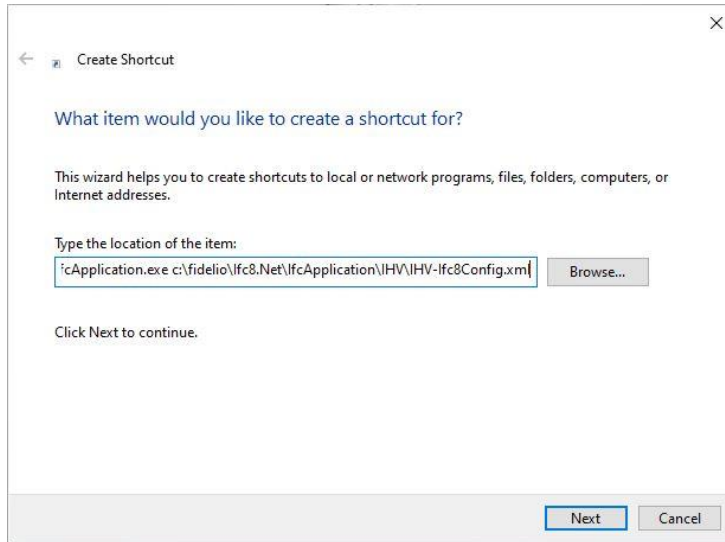 Create Shortcut
What item would you like to create a shortcut for?
This wizard helps you to create shortcuts to local or network programs, files, folders, computers, or
Internet addresses.
Type the location of the item:
fcApplication.exe c:\fidelio\Ifc8.Net\IfcApplication\IHV\IHV-Ifc8Config.xml
Browse...
Click Next to continue.
Next
Cancel